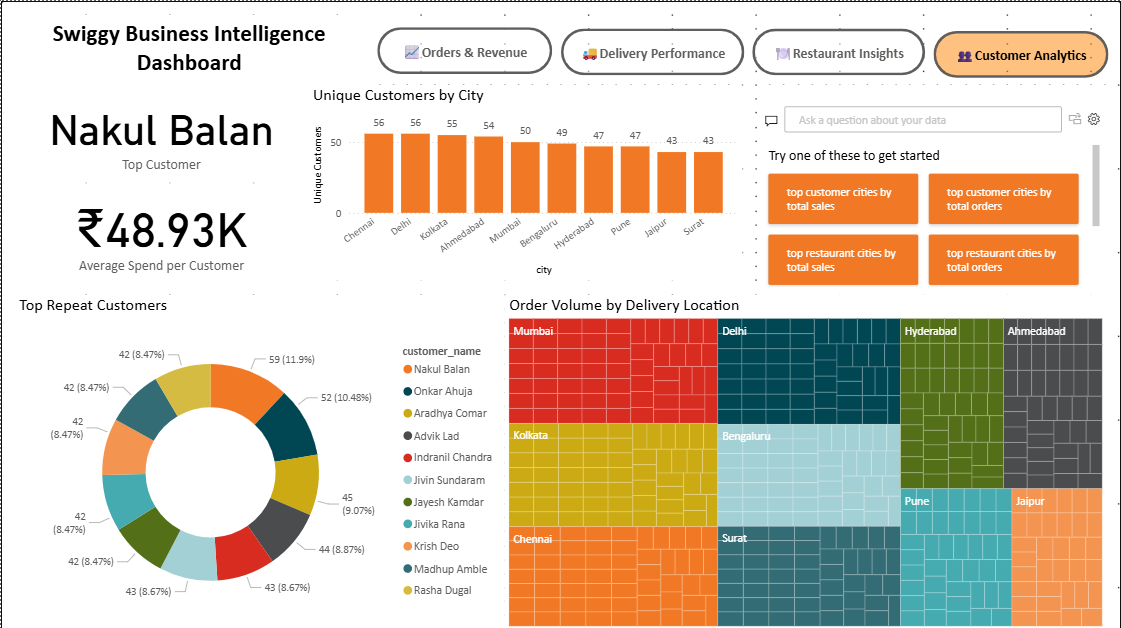 Swiggy Business Intelligence
Dashboard
Orders & Revenue
Delivery Performance
Restaurant Insights
Customer Analytics
Nakul Balan
Top Customer
₹48.93K
Average Spend per Customer
Unique Customers by City
Unique Customers
50
0
56
56
55
54
50
49
47
47
43
43
Chennai
Delhi
Kolkata
Ahmedabad
Mumbai
Bengaluru
Hyderabad
Pune
Jaipur
Surat
city
Ask a question about your data
Try one of these to get started
top customer cities by
total sales
top customer cities by
total orders
top restaurant cities by
total sales
top restaurant cities by
total orders
Top Repeat Customers
59 (11.9%)
52 (10.48%)
45
(9.07%)
44 (8.87%)
43 (8.67%)
43 (8.67%)
42 (8.47%)
42
(8.47%)
42
(8.47%)
42 (8.47%)
42 (8.47%)
customer_name
Nakul Balan
Onkar Ahuja
Aradhya Comar
Advik Lad
Indranil Chandra
Jivin Sundaram
Jayesh Kamdar
Jivika Rana
Krish Deo
Madhup Amble
Rasha Dugal
Order Volume by Delivery Location
Mumbai
Delhi
Hyderabad
Ahmedabad
Kolkata
Bengaluru
Pune
Jaipur
Chennai
Surat